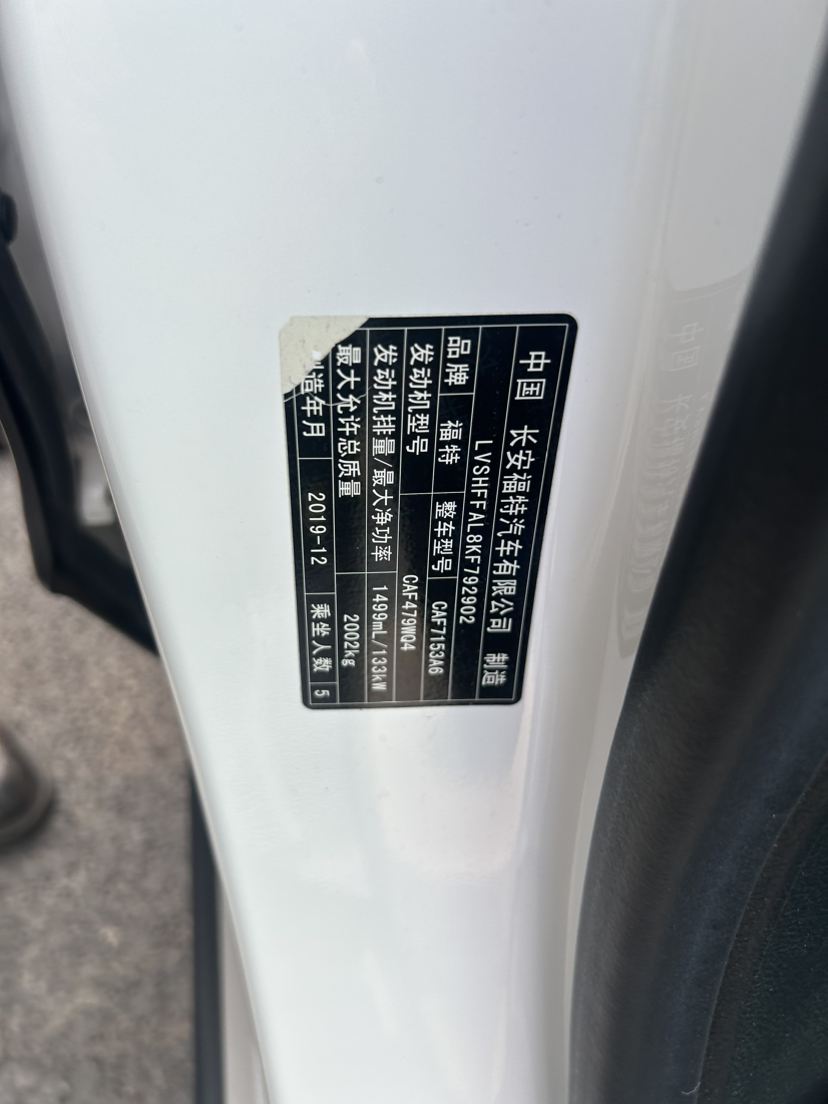 中国 长安福特汽车有限公司 制造
LVSHFFAL8KF792902
品牌 福特 整车型号 CAF7153A6
发动机型号 CAF479WQ4
发动机排量/最大净功率 1499mL/133kW
最大允许总质量 2002kg
制造年月 2019-12 乘坐人数 5